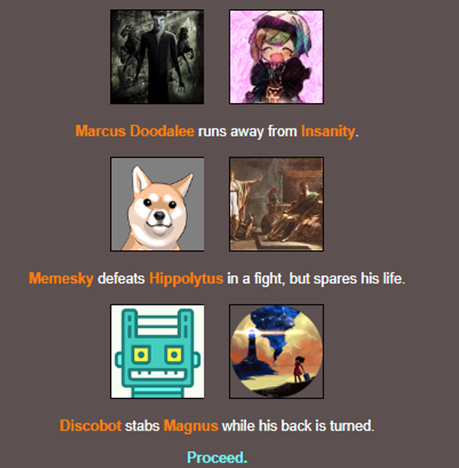 Marcus Doodalee runs away from Insanity.
Memesky defeats Hippolytus in a fight, but spares his life.
Discobot stabs Magnus while his back is turned.
Proceed.